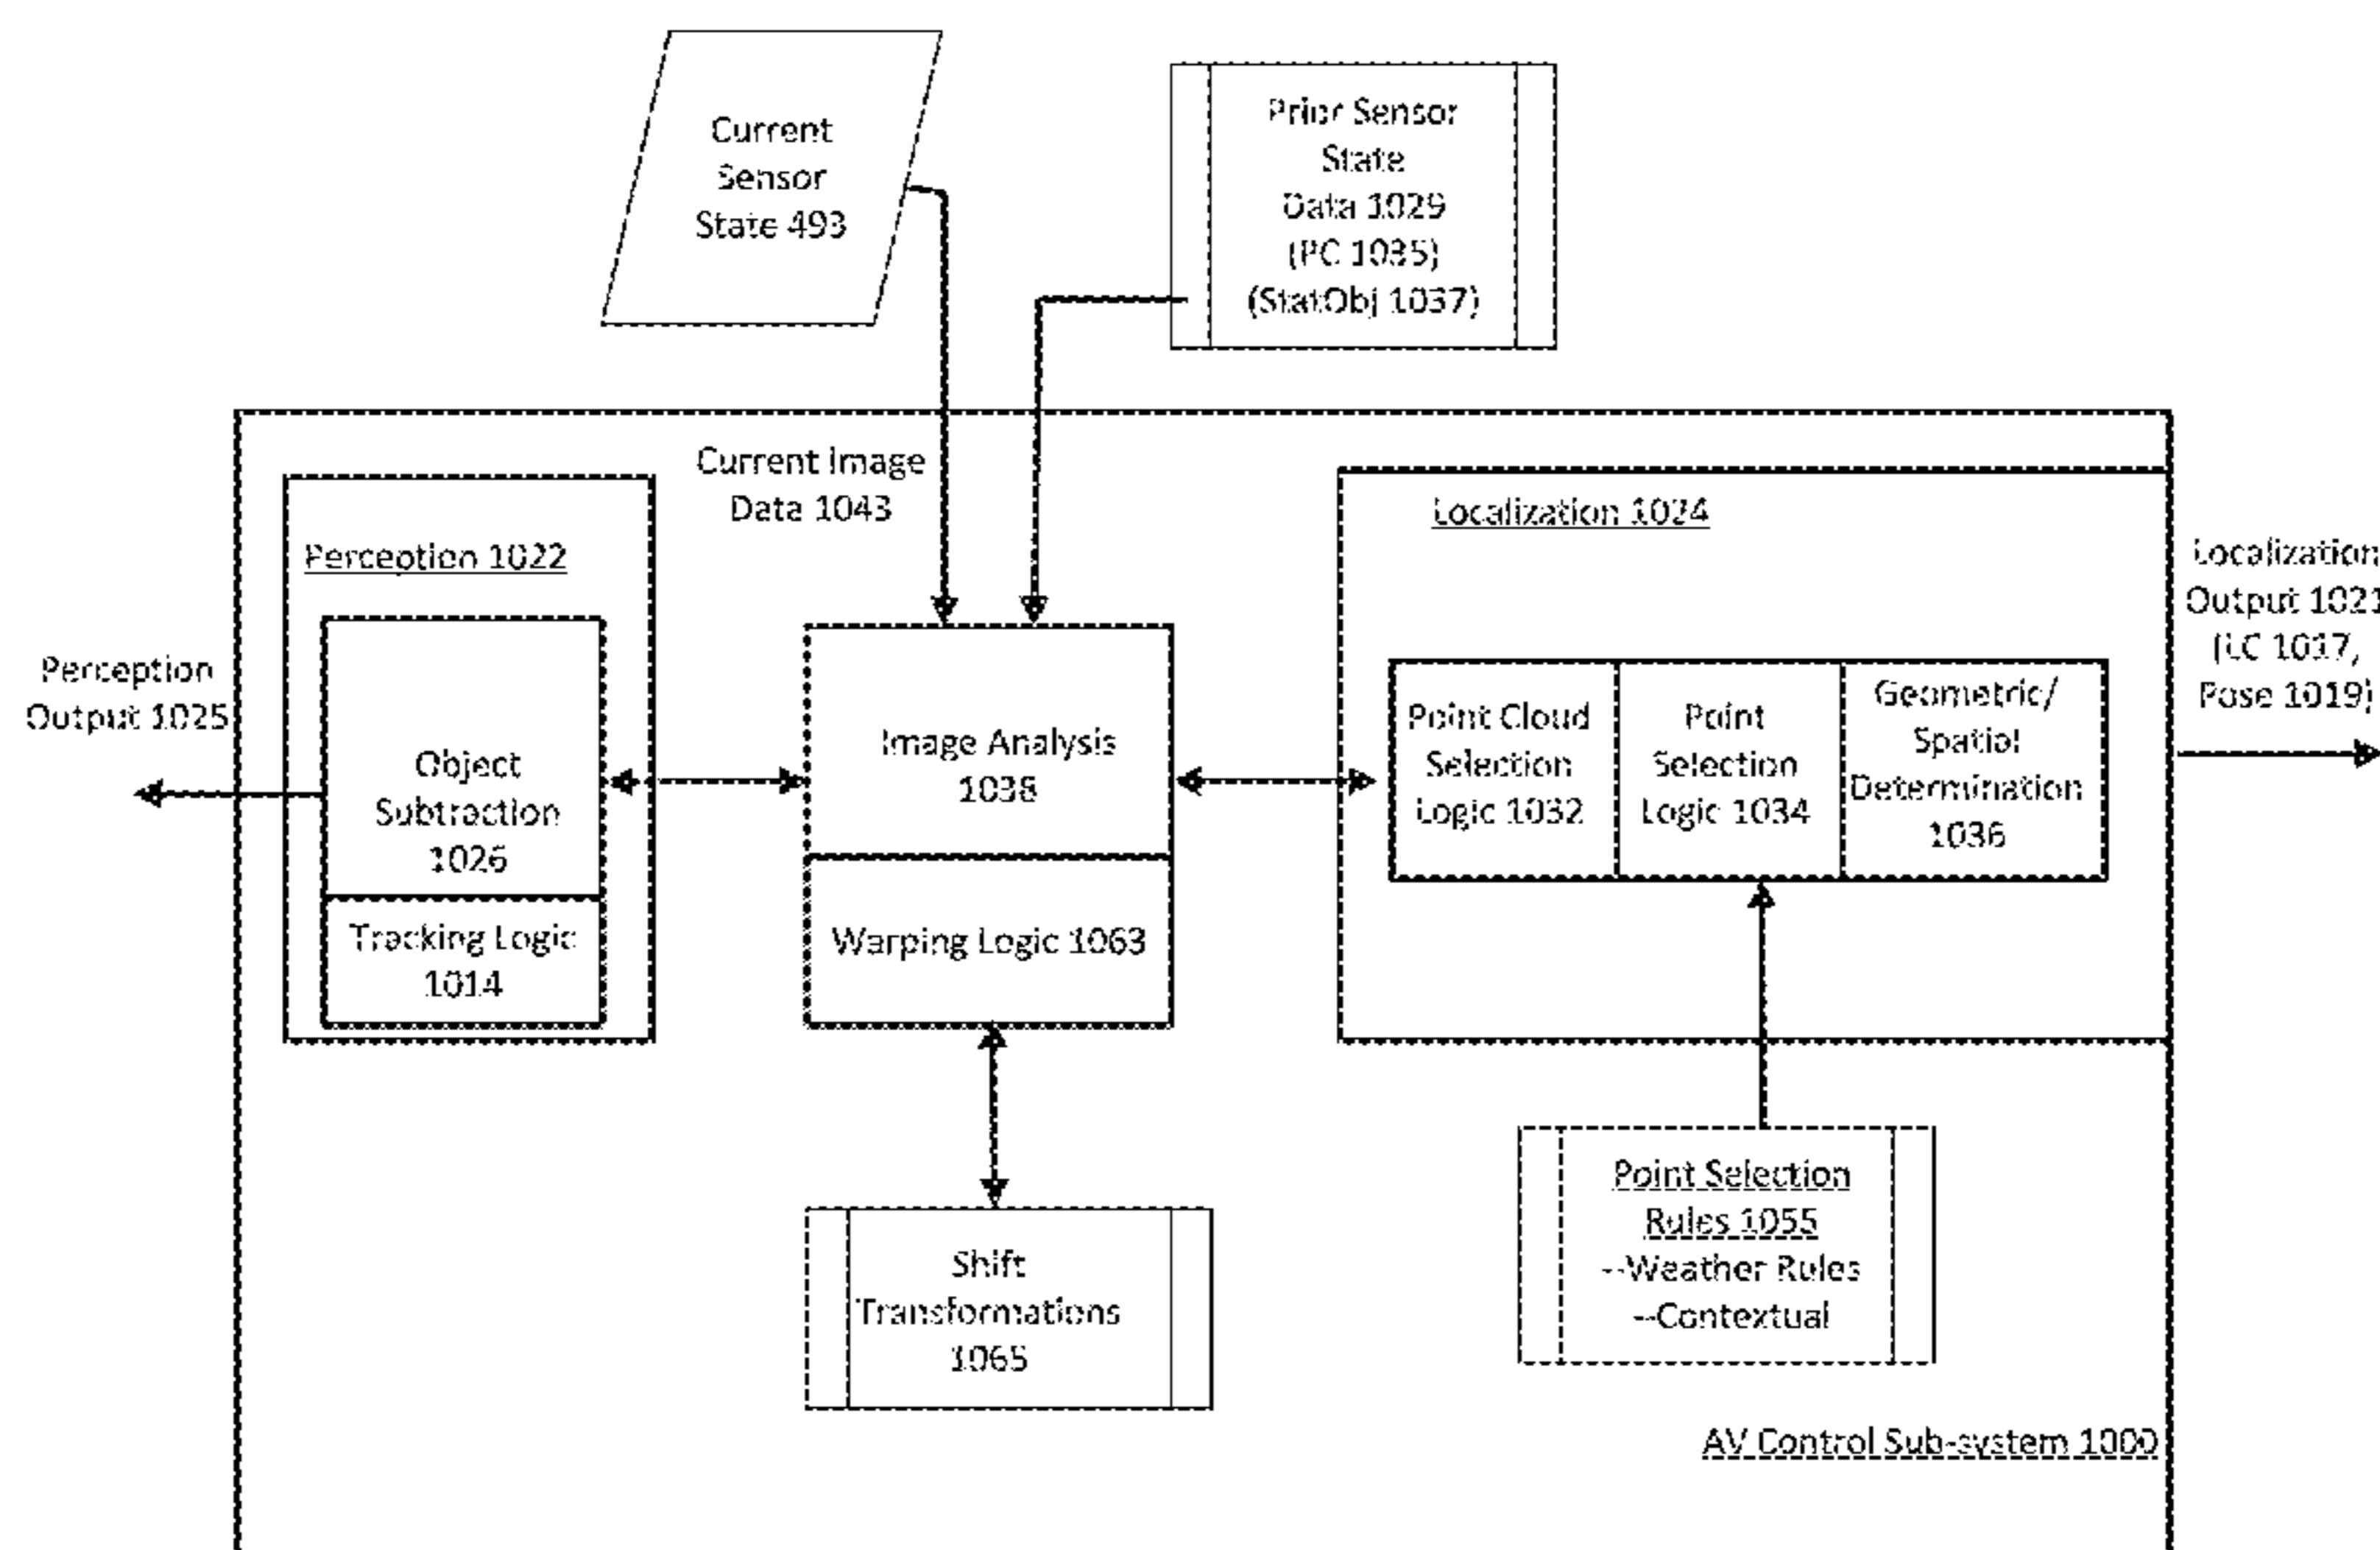 Current
Sensor
State 493
Prior Sensor
State
Data 1029
(PC 1035)
(StatObj 1037)
Current Image
Data 1043
Perception 1022
Localization 1024
Perception
Output 1025
Object
Subtraction
1026
Tracking Logic
1014
Image Analysis
1038
Warping Logic 1063
Point Cloud
Selection
Logic 1032
Point
Selection
Logic 1034
Geometric/
Spatial
Determination
1036
Localization
Output 1021
(LC 1017,
Pose 1019)
Shift
Transformations
1065
Point Selection
Rules 1055
--Weather Rules
--Contextual
AV Control Sub-system 1000